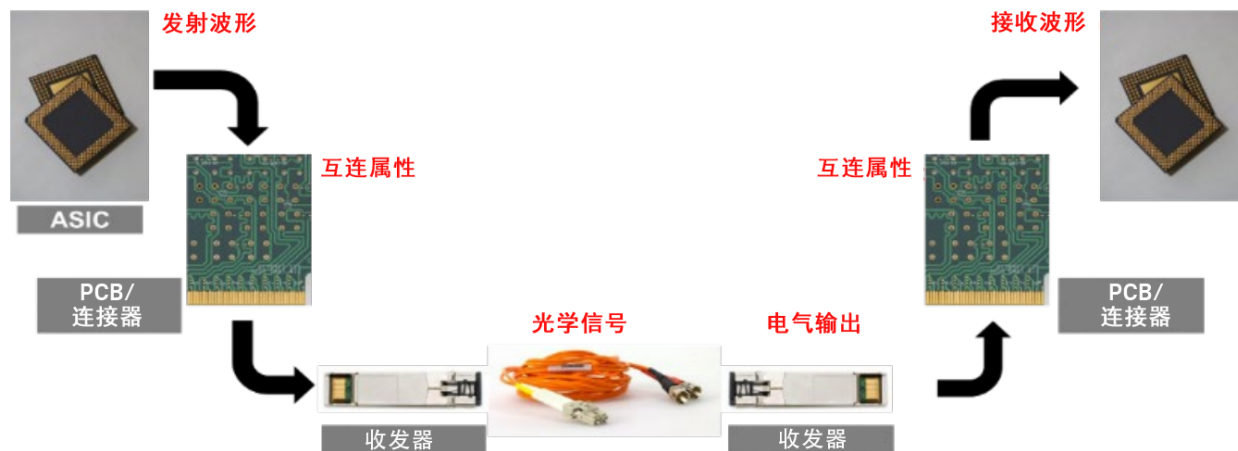 发射波形
接收波形
互连属性
互连属性
ASIC
PCB/
连接器
PCB/
连接器
光学信号
电气输出
收发器
收发器